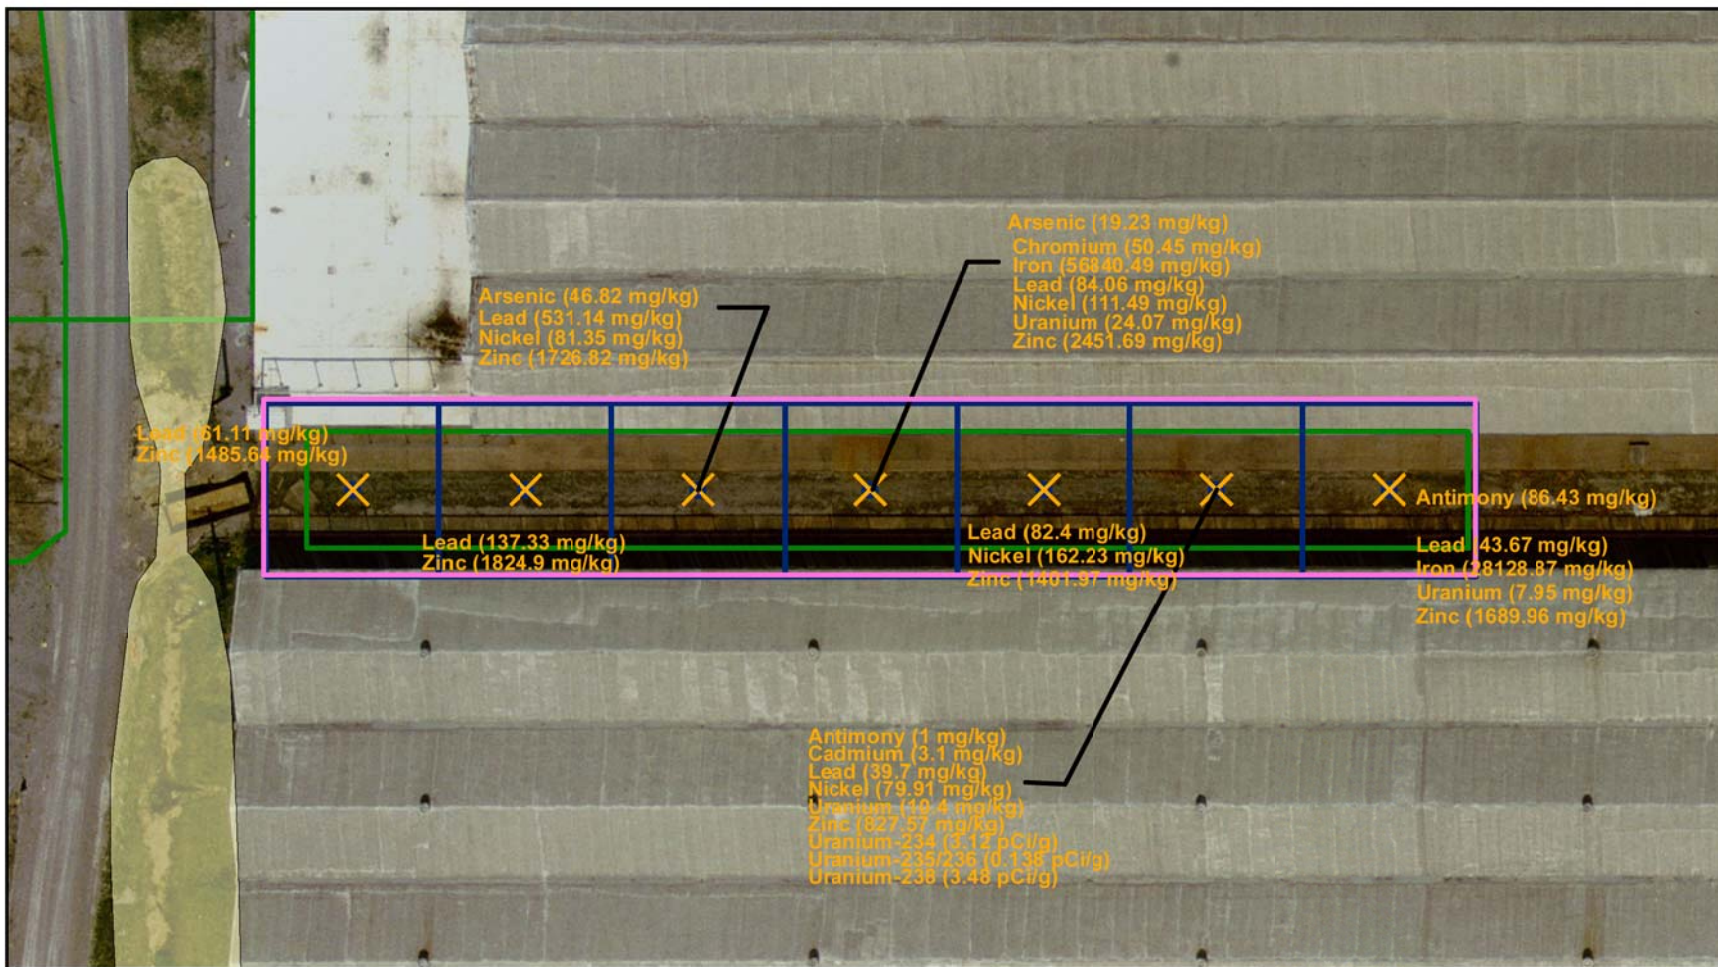 Arsenic (19.23 mg/kg)
Chromium (50.45 mg/kg)
Iron (56840.49 mg/kg)
Lead (84.06 mg/kg)
Nickel (111.49 mg/kg)
Uranium (24.07 mg/kg)
Zinc (2451.69 mg/kg)
Arsenic (46.82 mg/kg)
Lead (531.14 mg/kg)
Nickel (81.35 mg/kg)
Zinc (1726.82 mg/kg)
Lead (61.11 mg/kg)
Zinc (1485.64 mg/kg)
Lead (137.33 mg/kg)
Zinc (1824.9 mg/kg)
Lead (82.4 mg/kg)
Nickel (162.23 mg/kg)
Zinc (1401.97 mg/kg)
Antimony (86.43 mg/kg)
Lead (43.67 mg/kg)
Iron (28128.87 mg/kg)
Uranium (7.95 mg/kg)
Zinc (1689.96 mg/kg)
Antimony (1 mg/kg)
Cadmium (3.1 mg/kg)
Lead (39.7 mg/kg)
Nickel (79.91 mg/kg)
Uranium (10.4 mg/kg)
Zinc (827.57 mg/kg)
Uranium-234 (3.12 pCi/g)
Uranium-235/236 (0.138 pCi/g)
Uranium-238 (3.48 pCi/g)